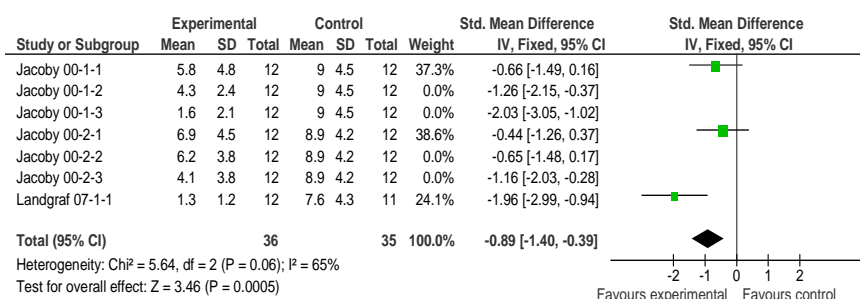 Experimental Control Std. Mean Difference Std. Mean Difference
Study or Subgroup Mean SD Total Mean SD Total Weight IV, Fixed, 95% CI IV, Fixed, 95% CI
Jacoby 00-1-1 5.8 4.8 12 9 4.5 12 37.3% -0.66 [-1.49, 0.16]
Jacoby 00-1-2 4.3 2.4 12 9 4.5 12 0.0% -1.26 [-2.15, -0.37]
Jacoby 00-1-3 1.6 2.1 12 9 4.5 12 0.0% -2.03 [-3.05, -1.02]
Jacoby 00-2-1 6.9 4.5 12 8.9 4.2 12 38.6% -0.44 [-1.26, 0.37]
Jacoby 00-2-2 6.2 3.8 12 8.9 4.2 12 0.0% -0.65 [-1.48, 0.17]
Jacoby 00-2-3 4.1 3.8 12 8.9 4.2 12 0.0% -1.16 [-2.03, -0.28]
Landgraf 07-1-1 1.3 1.2 12 7.6 4.3 11 24.1% -1.96 [-2.99, -0.94]
Total (95% CI) 36 35 100.0% -0.89 [-1.40, -0.39]
Heterogeneity: Chi² = 5.64, df = 2 (P = 0.06); I² = 65%
Test for overall effect: Z = 3.46 (P = 0.0005)
-2 -1 0 1 2
Favours experimental Favours control